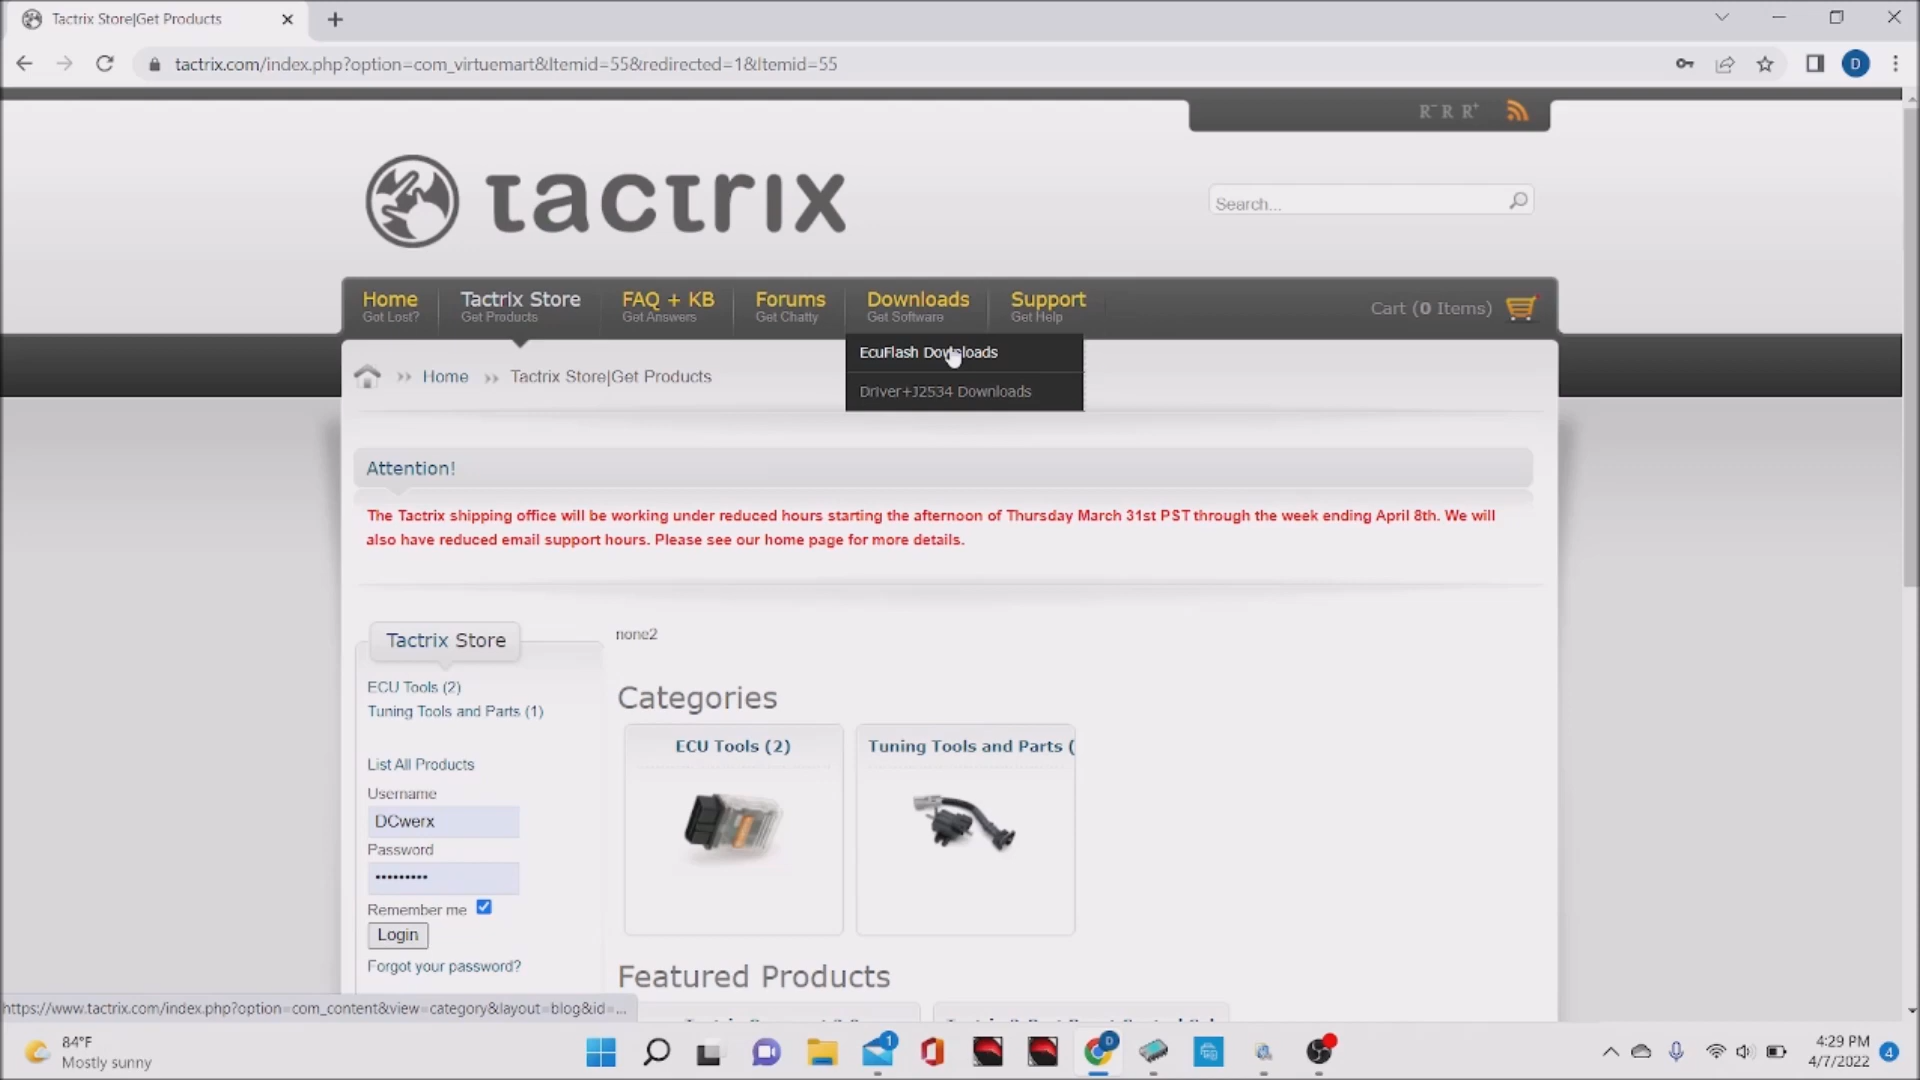 Tactrix Store|Get Products
tactrix.com/index.php?option=com_virtuemart&Itemid=55&redirected=1&Itemid=55
D
R⁻ R R⁺
tactrix
Search...
Home
Got Lost?
Tactrix Store
Get Products
FAQ + KB
Get Answers
Forums
Get Chatty
Downloads
Get Software
Support
Get Help
Cart (0 Items)
EcuFlash Downloads
Driver+J2534 Downloads
>> Home >> Tactrix Store|Get Products
Attention!
The Tactrix shipping office will be working under reduced hours starting the afternoon of Thursday March 31st PST through the week ending April 8th. We will
also have reduced email support hours. Please see our home page for more details.
Tactrix Store
ECU Tools (2)
Tuning Tools and Parts (1)
List All Products
Username
DCwerx
Password
•••••••••
Remember me
Login
Forgot your password?
none2
Categories
ECU Tools (2)
Tuning Tools and Parts (
Featured Products
https://www.tactrix.com/index.php?option=com_content&view=category&layout=blog&id=...
84°F
Mostly sunny
1
D
4:29 PM
4/7/2022
4